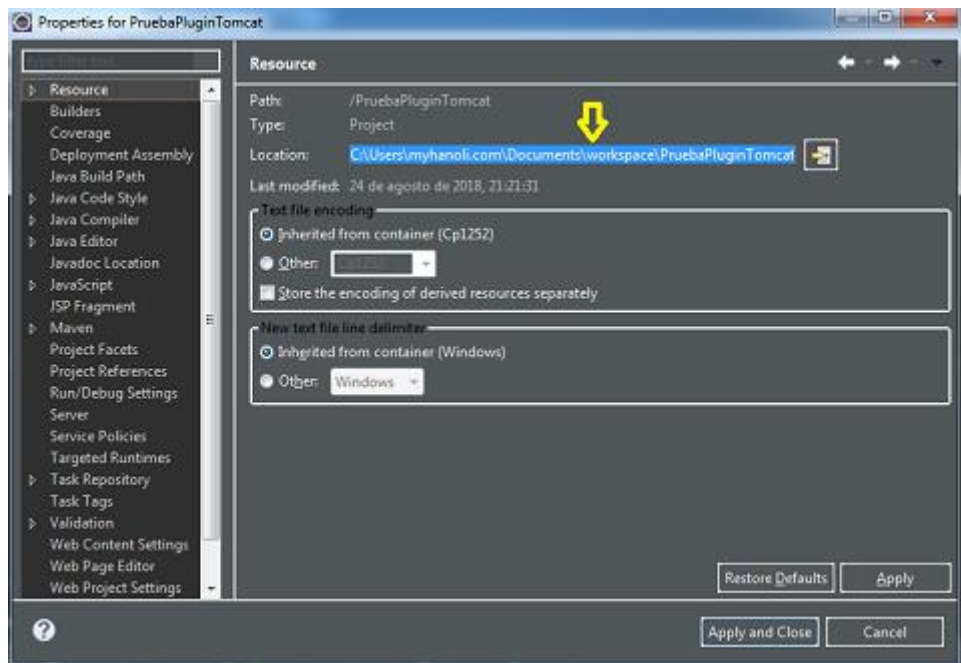 Properties for PruebaPluginTomcat
type filter text
Resource
Resource
Builders
Coverage
Deployment Assembly
Java Build Path
Java Code Style
Java Compiler
Java Editor
Javadoc Location
JavaScript
JSP Fragment
Maven
Project Facets
Project References
Run/Debug Settings
Server
Service Policies
Targeted Runtimes
Task Repository
Task Tags
Validation
Web Content Settings
Web Page Editor
Web Project Settings
Path: /PruebaPluginTomcat
Type: Project
Location: C:\Users\myhanoli.com\Documents\workspace\PruebaPluginTomcat
Last modified: 24 de agosto de 2018, 21:21:31
Text file encoding
Inherited from container (Cp1252)
Other: Cp1252
Store the encoding of derived resources separately
New text file line delimiter
Inherited from container (Windows)
Other: Windows
Restore Defaults Apply
Apply and Close Cancel